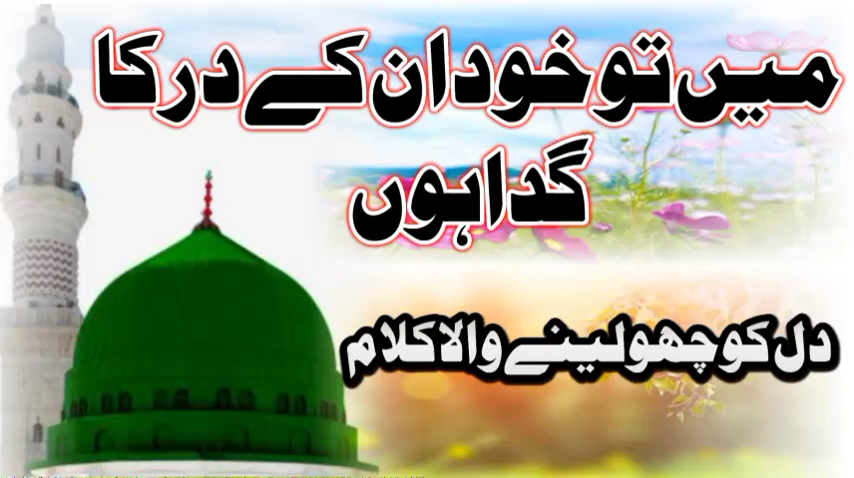 میں تو خود ان کے در کا
گدا ہوں
دل کو چھو لینے والا کلام